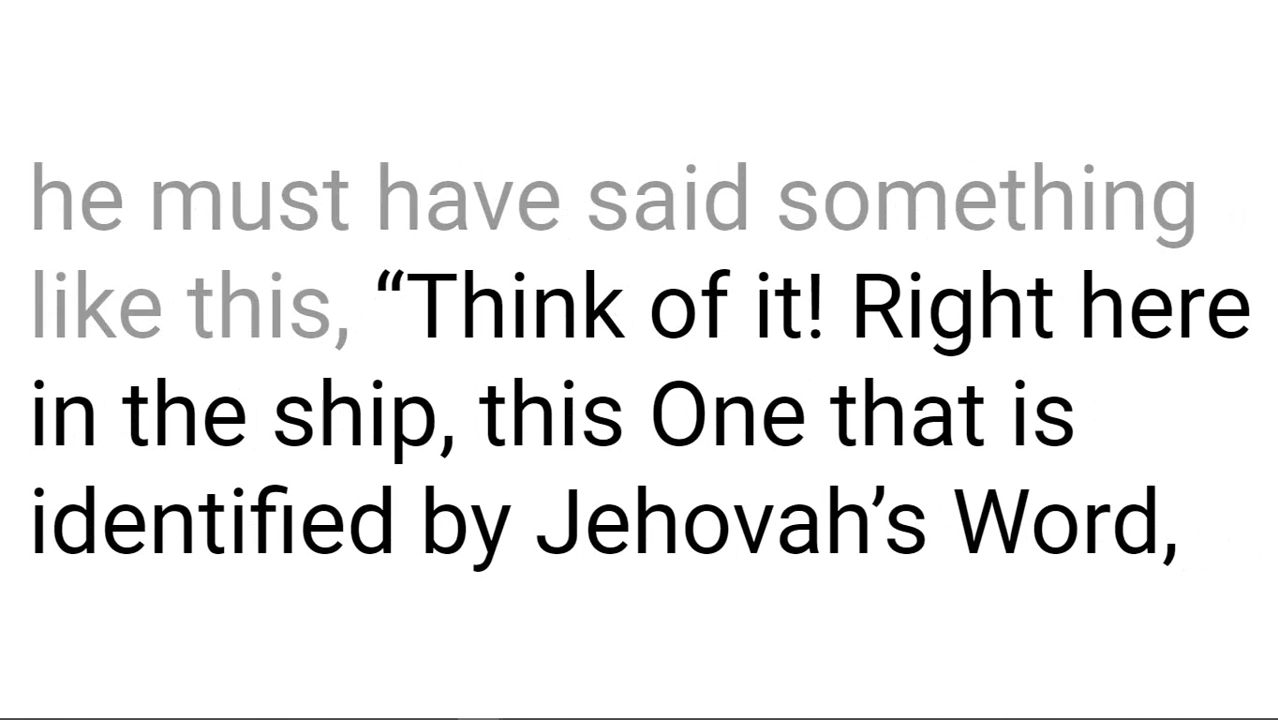 he must have said something
like this, “Think of it! Right here
in the ship, this One that is
identified by Jehovah’s Word,